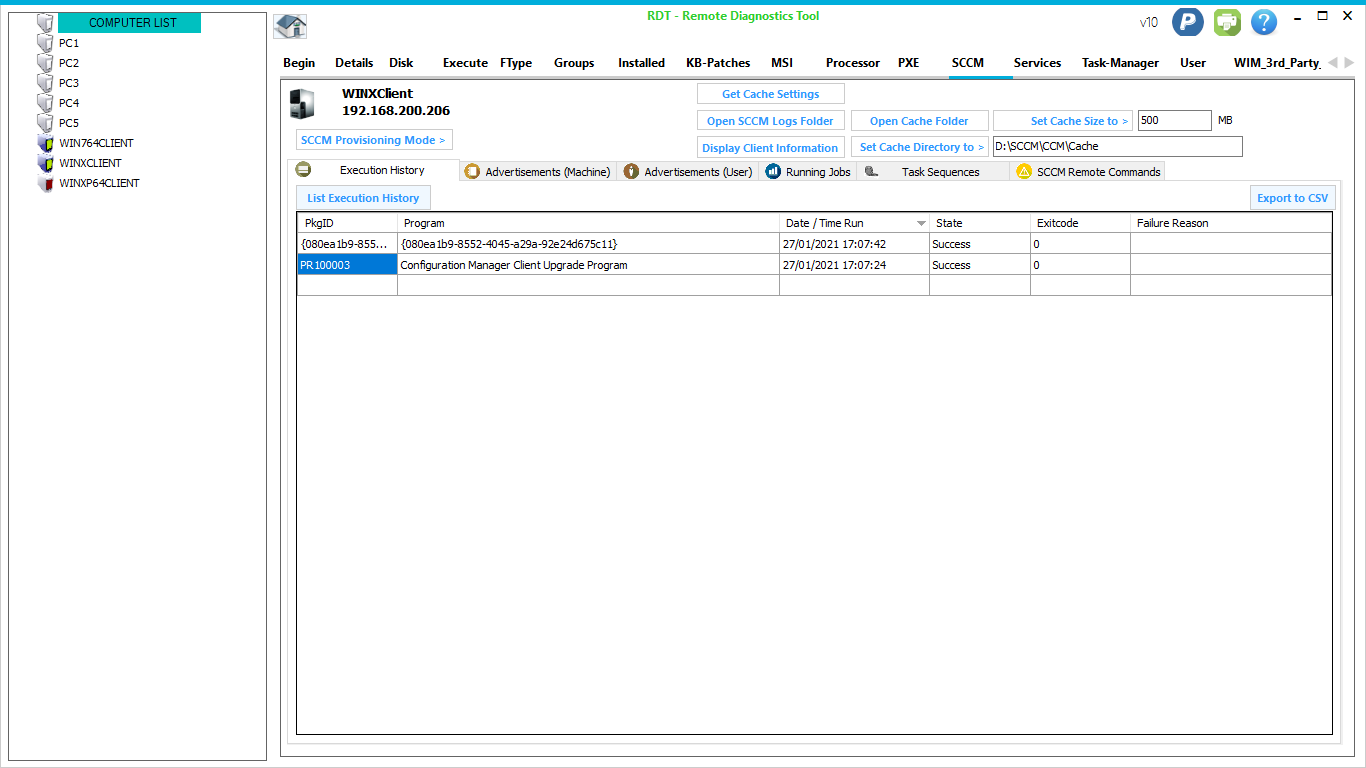 RDT - Remote Diagnostics Tool
v10
COMPUTER LIST
PC1
PC2
PC3
PC4
PC5
WIN764CLIENT
WINXCLIENT
WINXP64CLIENT
Begin Details Disk Execute FType Groups Installed KB-Patches MSI Processor PXE SCCM Services Task-Manager User WIM_3rd_Party_
WINXClient
192.168.200.206
SCCM Provisioning Mode >
Get Cache Settings
Open SCCM Logs Folder Open Cache Folder Set Cache Size to > 500 MB
Display Client Information Set Cache Directory to > D:\SCCM\CCM\Cache
Execution History Advertisements (Machine) Advertisements (User) Running Jobs Task Sequences SCCM Remote Commands
List Execution History Export to CSV
PkgID Program Date / Time Run State Exitcode Failure Reason
{080ea1b9-855... {080ea1b9-8552-4045-a29a-92e24d675c11} 27/01/2021 17:07:42 Success 0
PR100003 Configuration Manager Client Upgrade Program 27/01/2021 17:07:24 Success 0